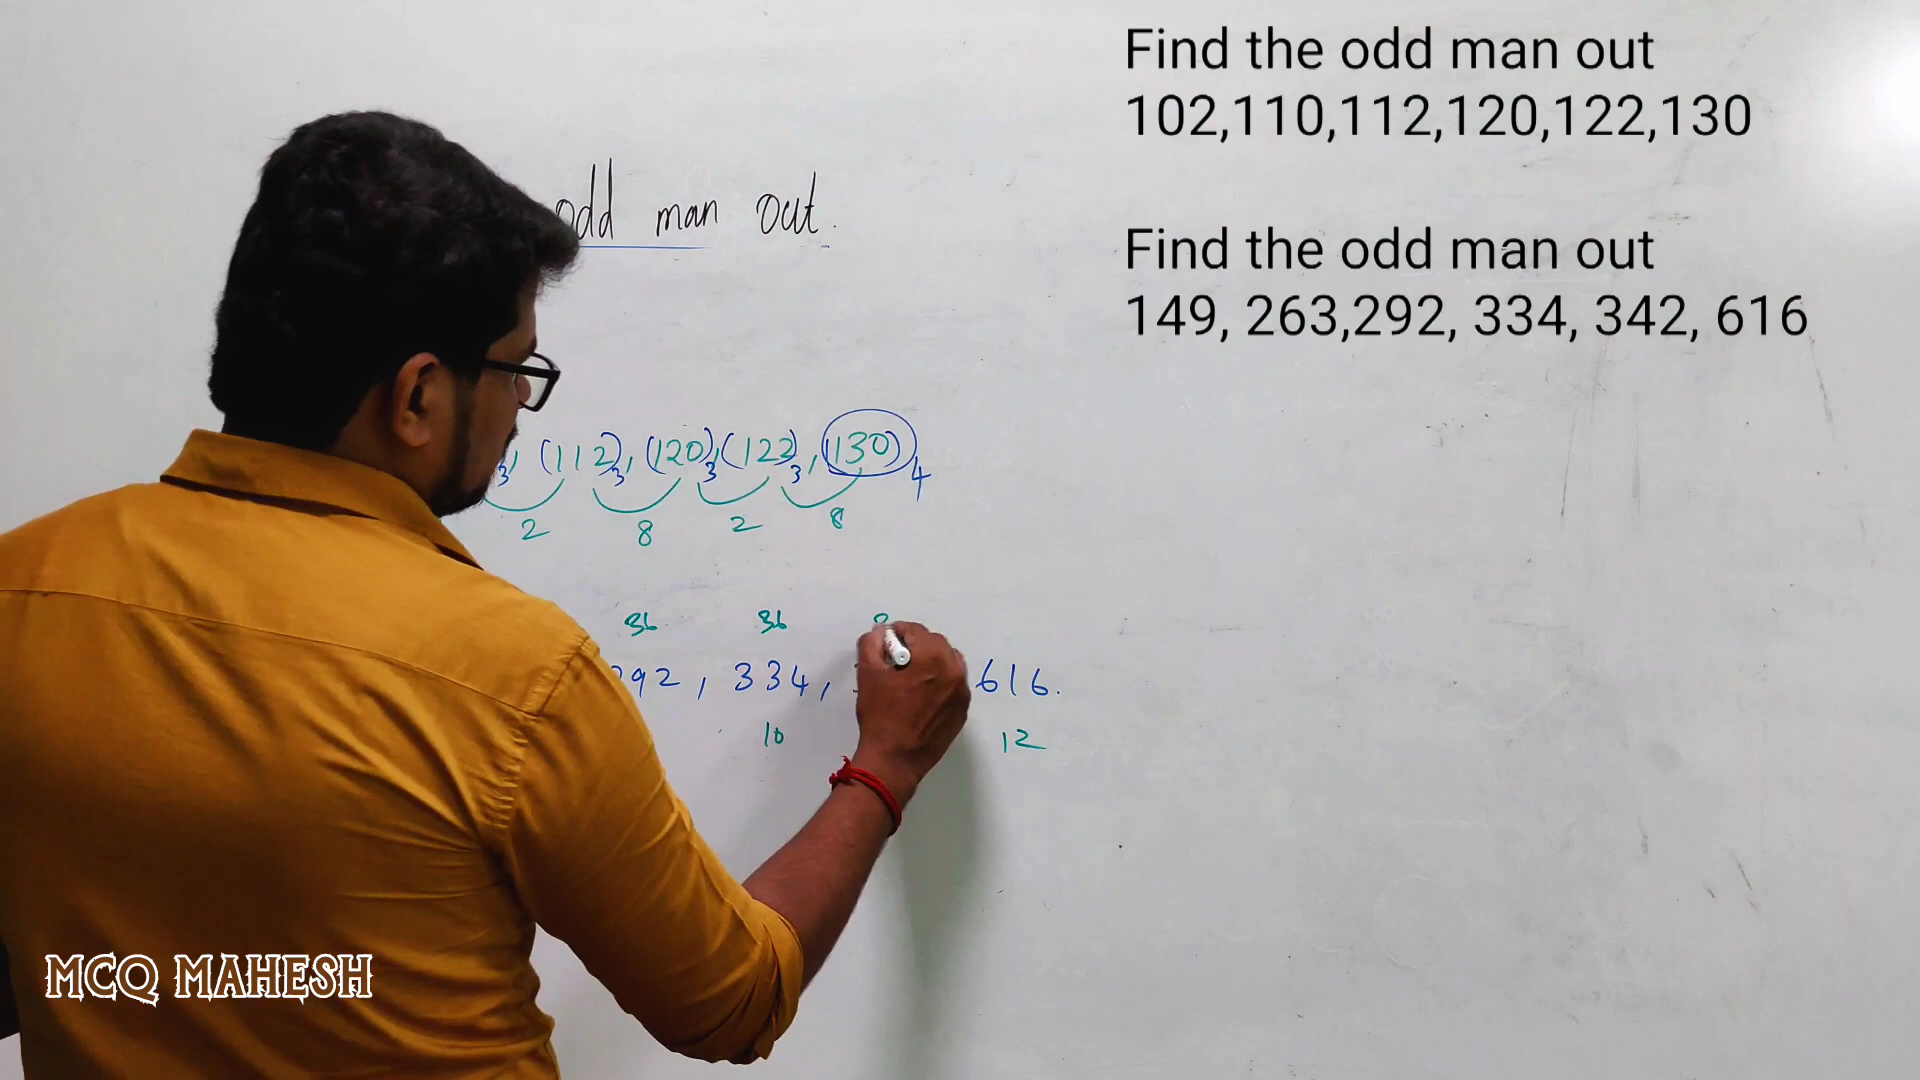 Find the odd man out
102,110,112,120,122,130
Find the odd man out
149, 263,292, 334, 342, 616
odd man out.
3, (112)3, (120)3, (122)3, (130)4
2 8 2 8
36 36
92, 334, 616.
10 12
MCQ MAHESH